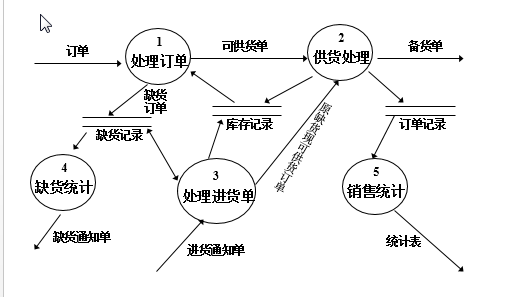 订单
1
处理订单
可供货单
2
供货处理
备货单
缺货
订单
缺货记录
库存记录
原缺货现可供货订单
订单记录
4
缺货统计
3
处理进货单
5
销售统计
缺货通知单
进货通知单
统计表